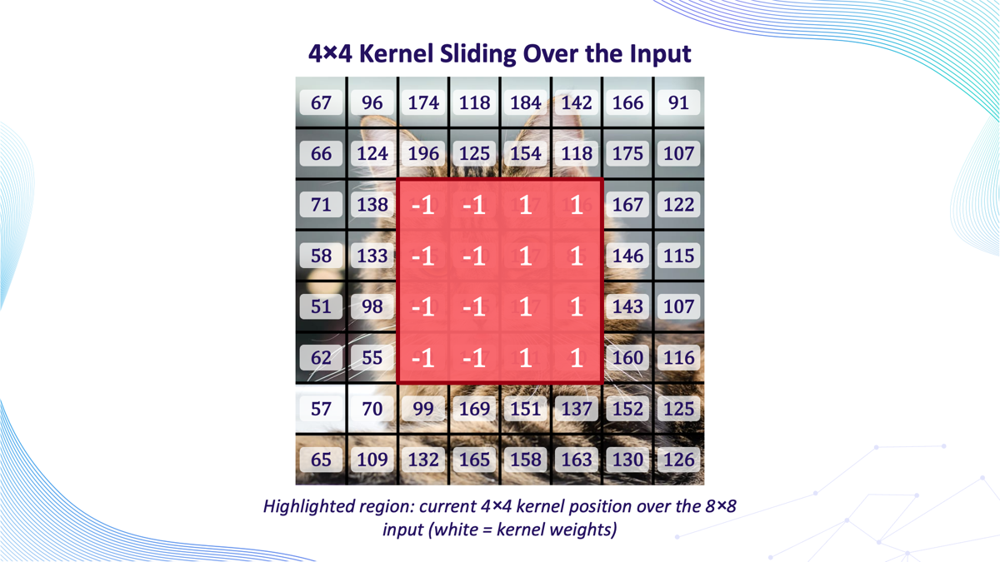 4×4 Kernel Sliding Over the Input
67 96 174 118 184 142 166 91
66 124 196 125 154 118 175 107
71 138 -1 -1 1 1 167 122
58 133 -1 -1 1 1 146 115
51 98 -1 -1 1 1 143 107
62 55 -1 -1 1 1 160 116
57 70 99 169 151 137 152 125
65 109 132 165 158 163 130 126
Highlighted region: current 4×4 kernel position over the 8×8
input (white = kernel weights)